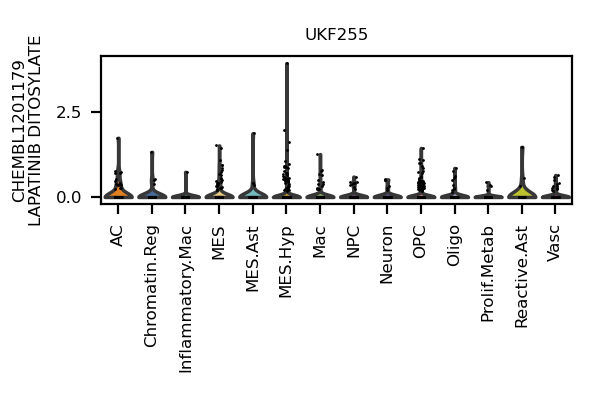 UKF255
CHEMBL1201179
LAPATINIB DITOSYLATE
2.5
0.0
AC
Chromatin.Reg
Inflammatory.Mac
MES
MES.Ast
MES.Hyp
Mac
NPC
Neuron
OPC
Oligo
Prolif.Metab
Reactive.Ast
Vasc